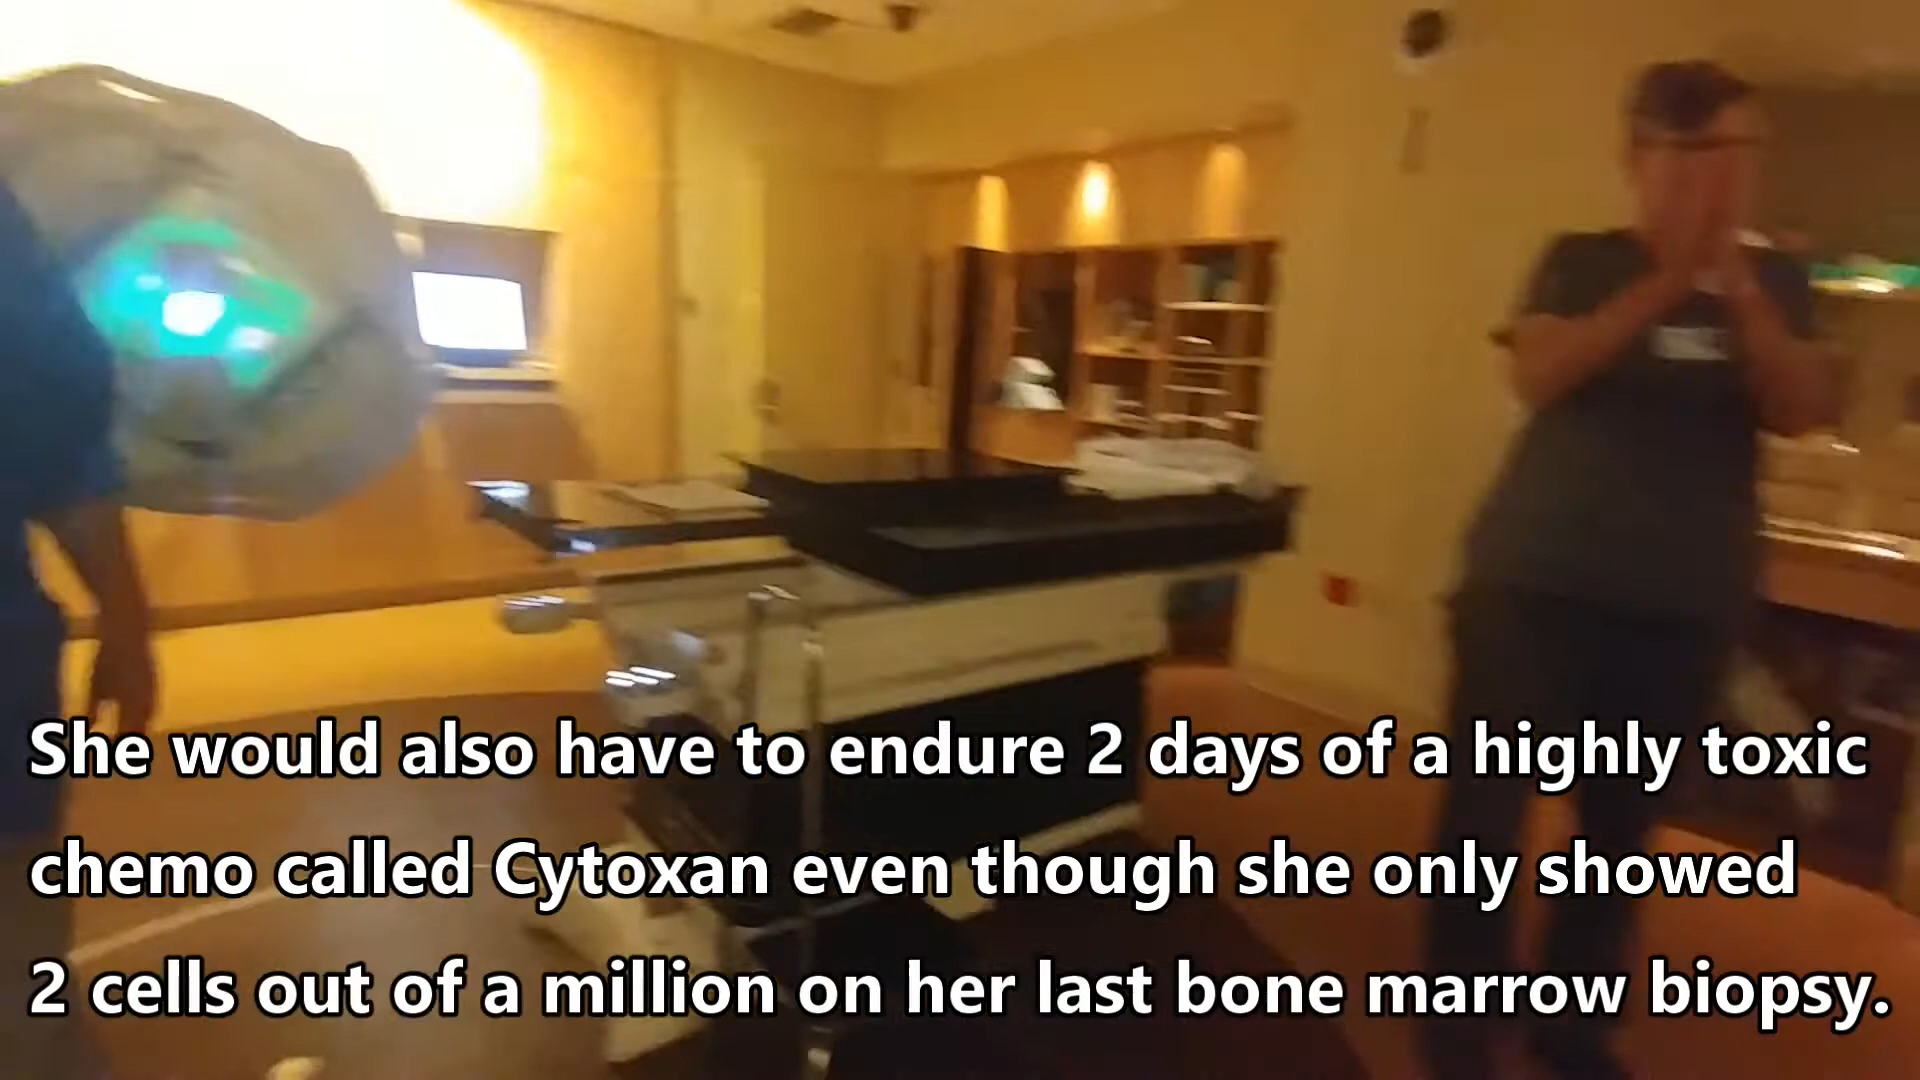 She would also have to endure 2 days of a highly toxic
chemo called Cytoxan even though she only showed
2 cells out of a million on her last bone marrow biopsy.